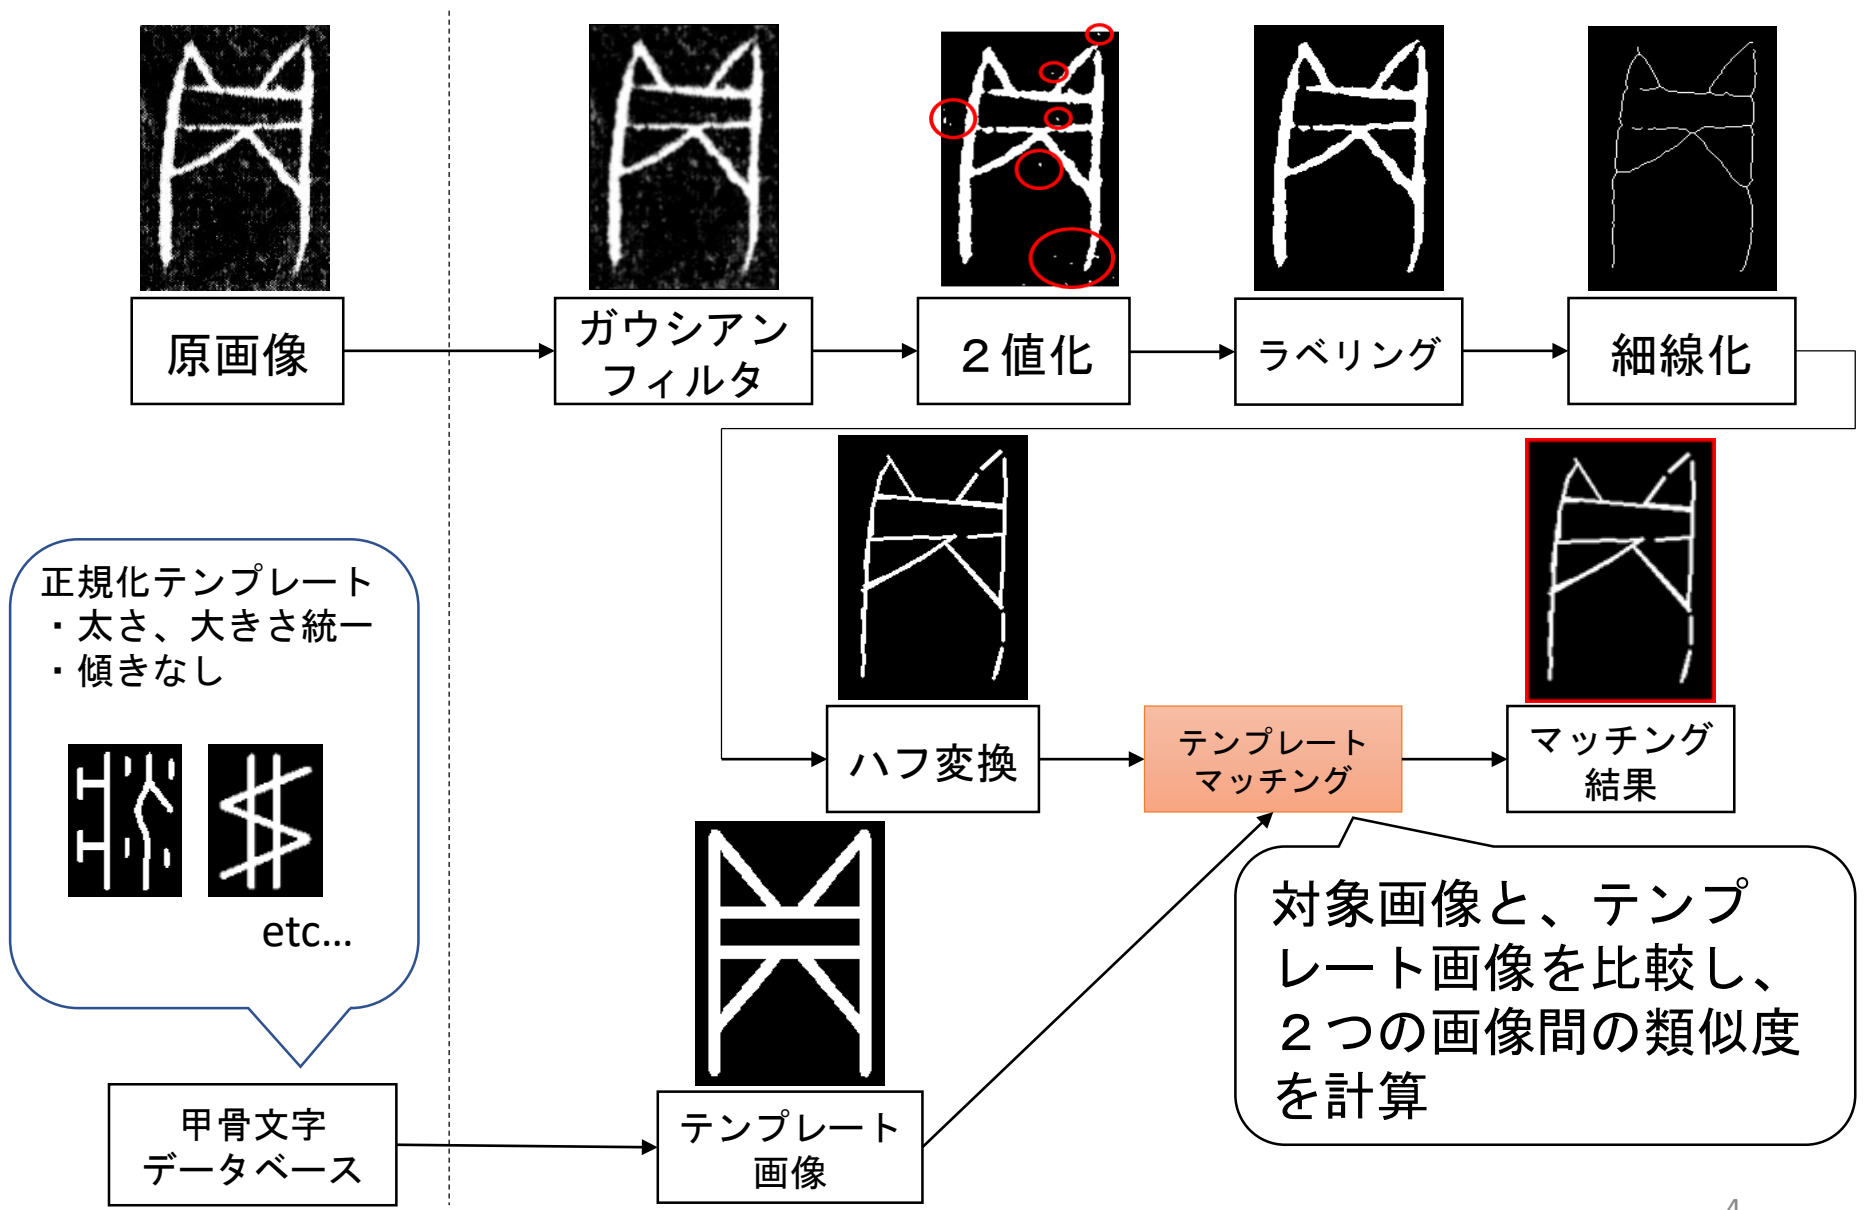 原画像
ガウシアン
フィルタ
２値化
ラベリング
細線化
正規化テンプレート
・太さ、大きさ統一
・傾きなし
etc…
ハフ変換
テンプレート
マッチング
マッチング
結果
対象画像と、テンプ
レート画像を比較し、
２つの画像間の類似度
を計算
甲骨文字
データベース
テンプレート
画像
4